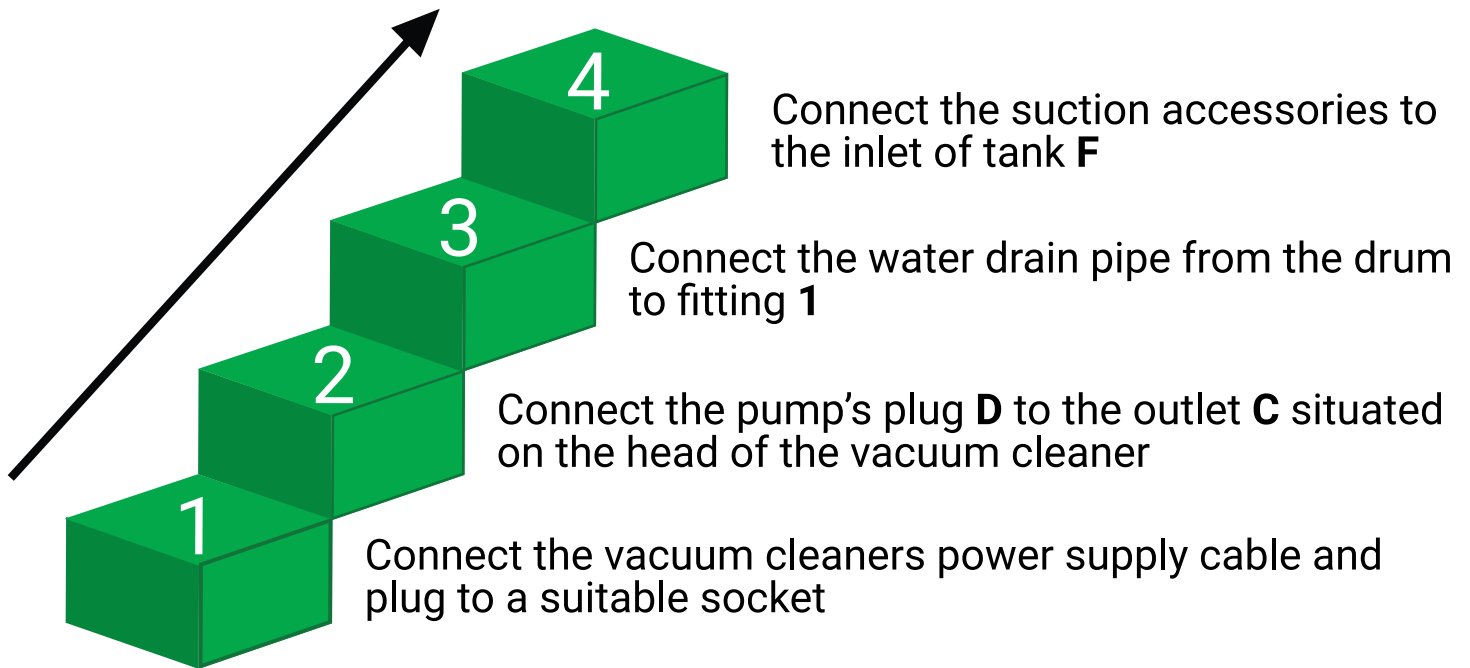 4
Connect the suction accessories to
the inlet of tank F
3
Connect the water drain pipe from the drum
to fitting 1
2
Connect the pump’s plug D to the outlet C situated
on the head of the vacuum cleaner
1
Connect the vacuum cleaners power supply cable and
plug to a suitable socket